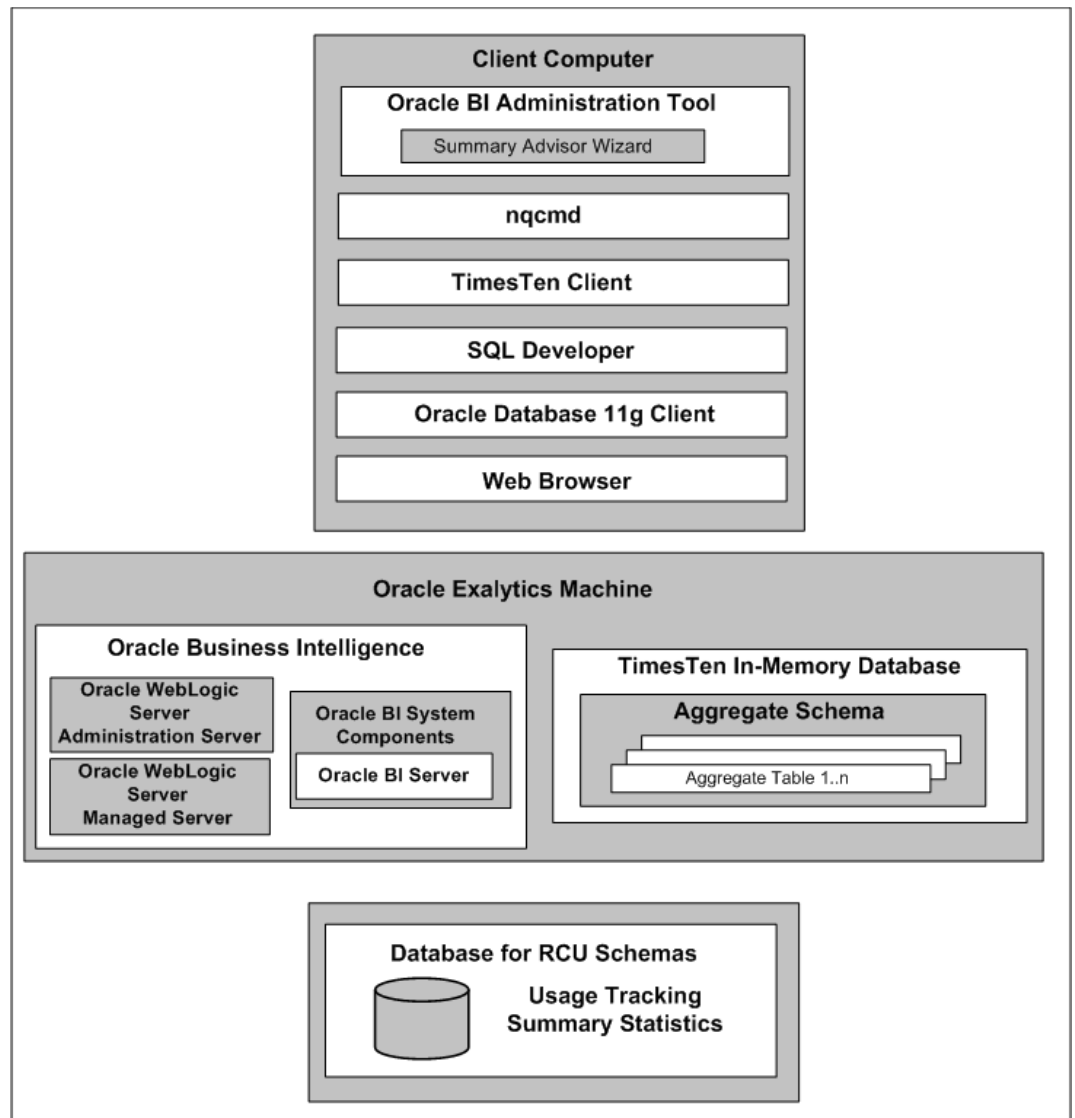 Client Computer
Oracle BI Administration Tool
Summary Advisor Wizard
nqcmd
TimesTen Client
SQL Developer
Oracle Database 11g Client
Web Browser
Oracle Exalytics Machine
Oracle Business Intelligence
Oracle WebLogic
Server
Administration Server
Oracle WebLogic
Server
Managed Server
Oracle BI System
Components
Oracle BI Server
TimesTen In-Memory Database
Aggregate Schema
Aggregate Table 1..n
Database for RCU Schemas
Usage Tracking
Summary Statistics